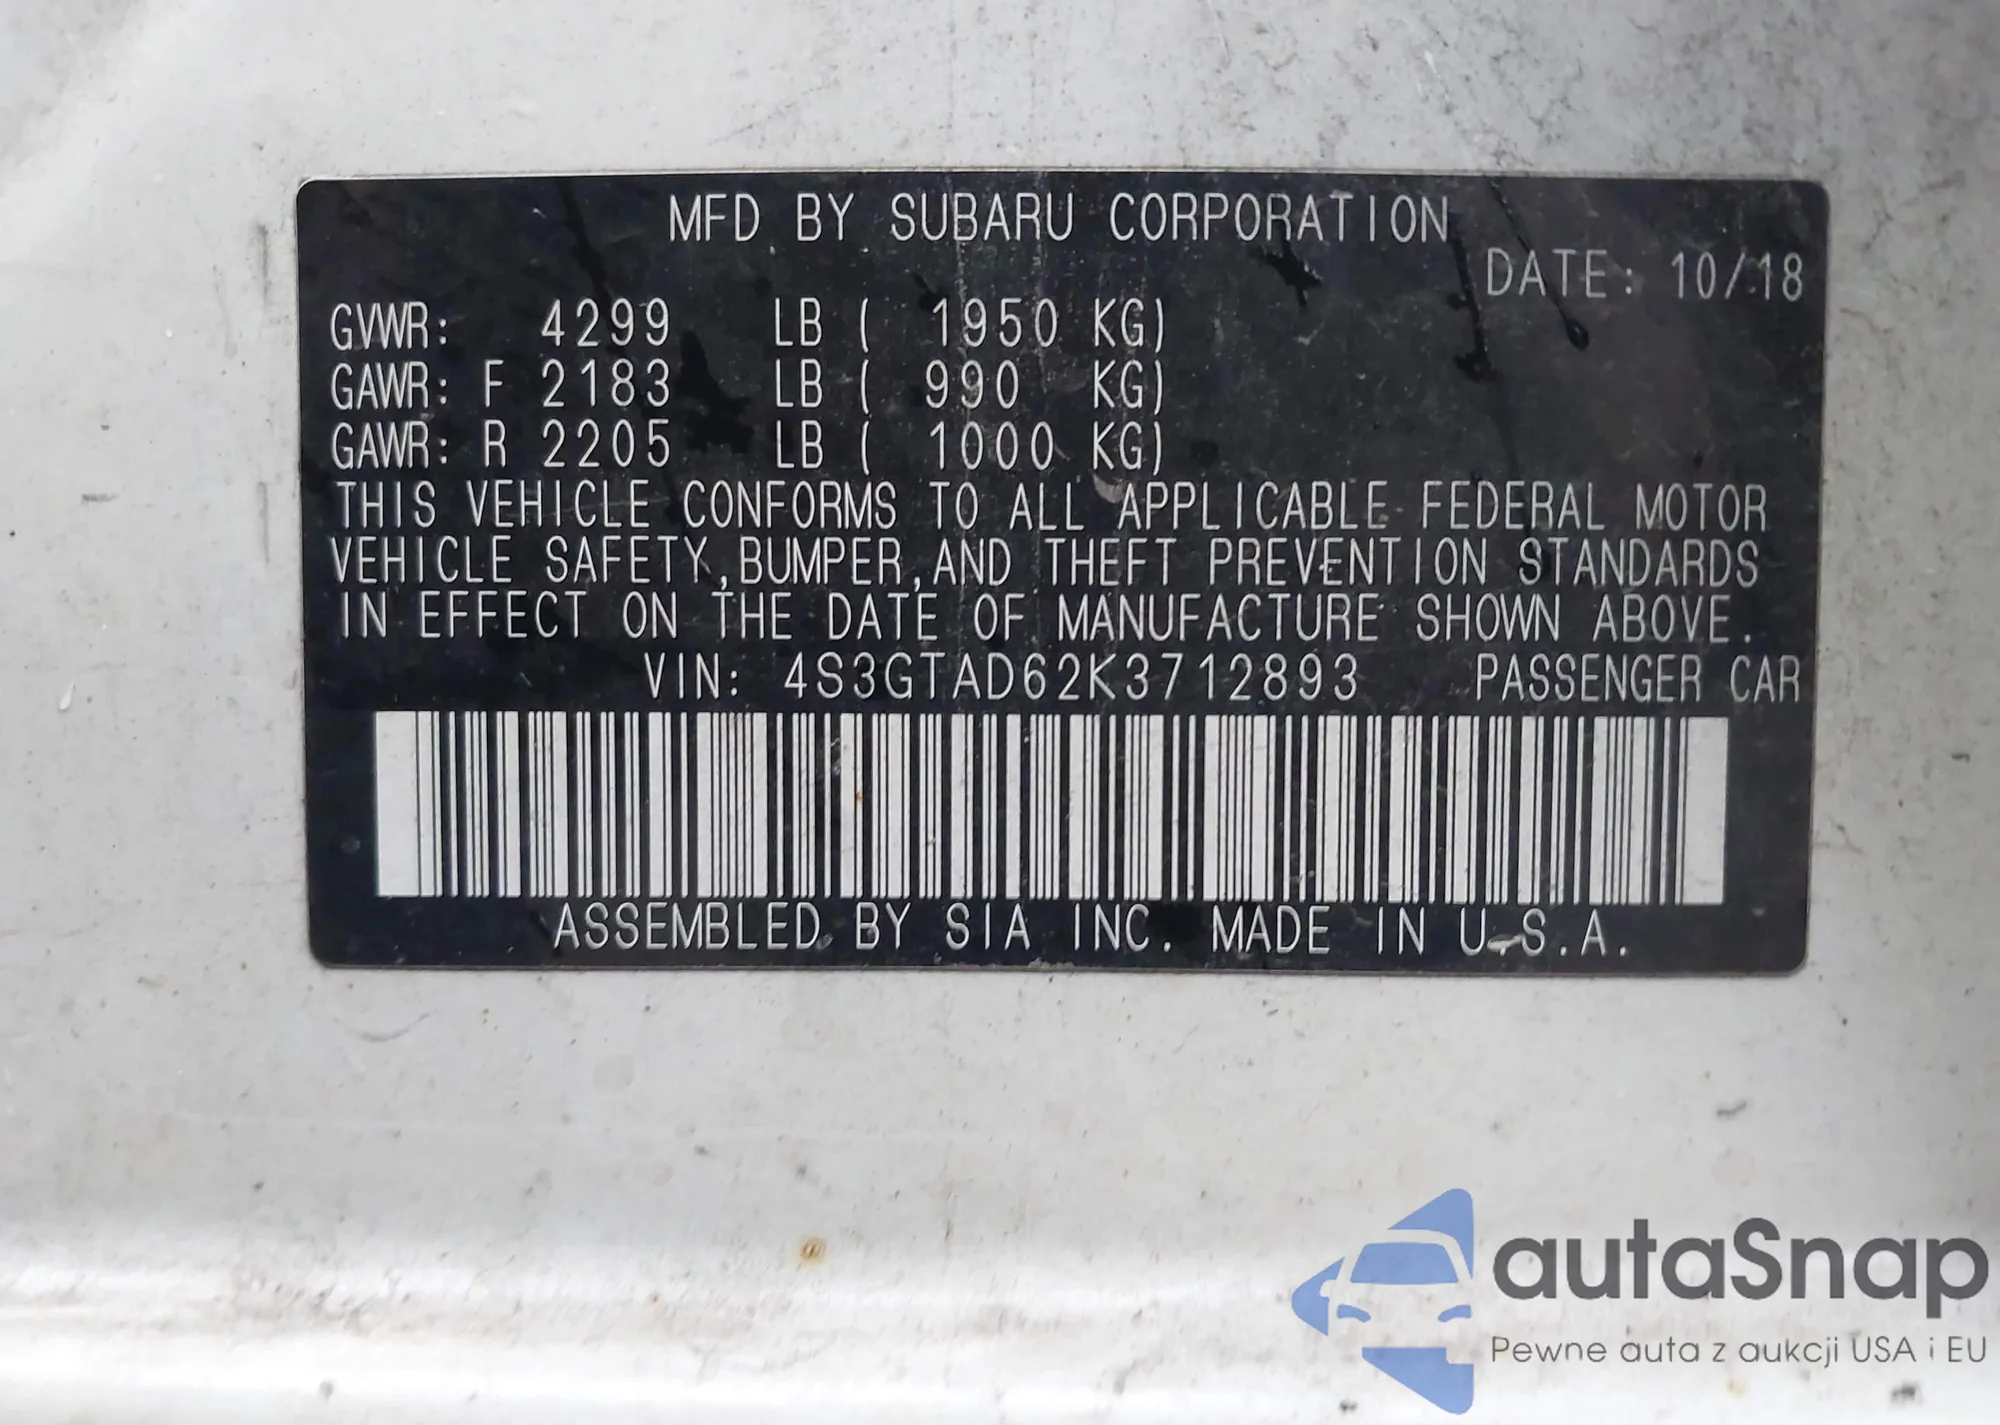 MFD BY SUBARU CORPORATION
DATE: 10/18
GVWR: 4299 LB ( 1950 KG)
GAWR: F 2183 LB ( 990 KG)
GAWR: R 2205 LB ( 1000 KG)
THIS VEHICLE CONFORMS TO ALL APPLICABLE FEDERAL MOTOR
VEHICLE SAFETY,BUMPER,AND THEFT PREVENTION STANDARDS
IN EFFECT ON THE DATE OF MANUFACTURE SHOWN ABOVE.
VIN: 4S3GTAD62K3712893 PASSENGER CAR
ASSEMBLED BY SIA INC. MADE IN U.S.A.
autaSnap
Pewne auta z aukcji USA i EU